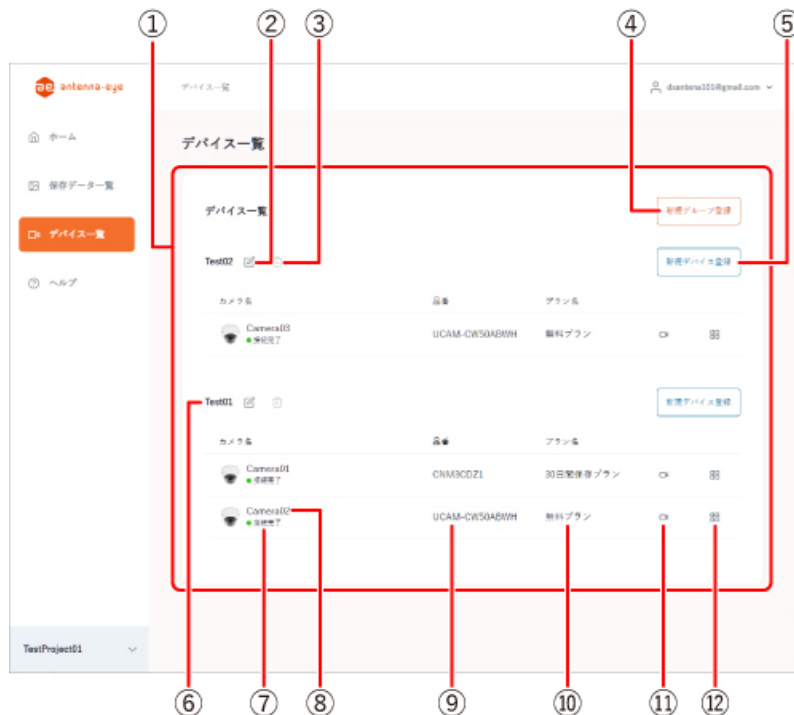 ① ② ③ ④ ⑤
antenna-eye
デバイス一覧
dxantena101@gmail.com
ホーム
デバイス一覧
保存データ一覧
デバイス一覧
新規グループ登録
デバイス一覧
Test02
新規デバイス登録
ヘルプ
カメラ名 品番 プラン名
Camera03
接続完了
UCAM-CW50ABWH 無料プラン
Test01
新規デバイス登録
カメラ名 品番 プラン名
Camera01
接続完了
CNM3CDZ1 30日間保存プラン
Camera02
接続完了
UCAM-CW50ABWH 無料プラン
TestProject01
⑥ ⑦ ⑧ ⑨ ⑩ ⑪ ⑫